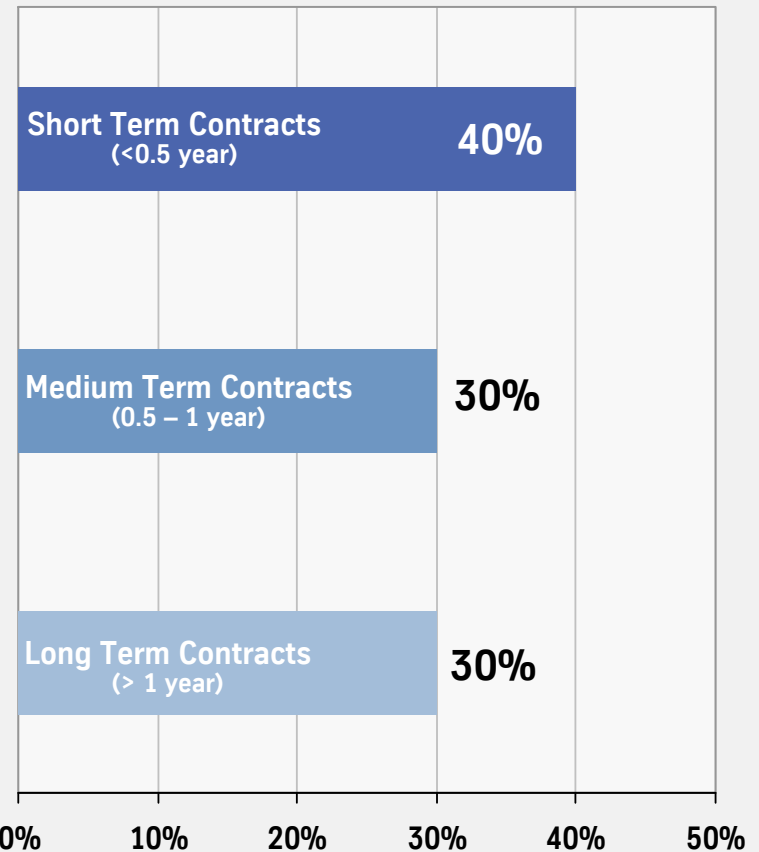 Short Term Contracts
(<0.5 year)
40%
Medium Term Contracts
(0.5 – 1 year)
30%
Long Term Contracts
(> 1 year)
30%
0% 10% 20% 30% 40% 50%